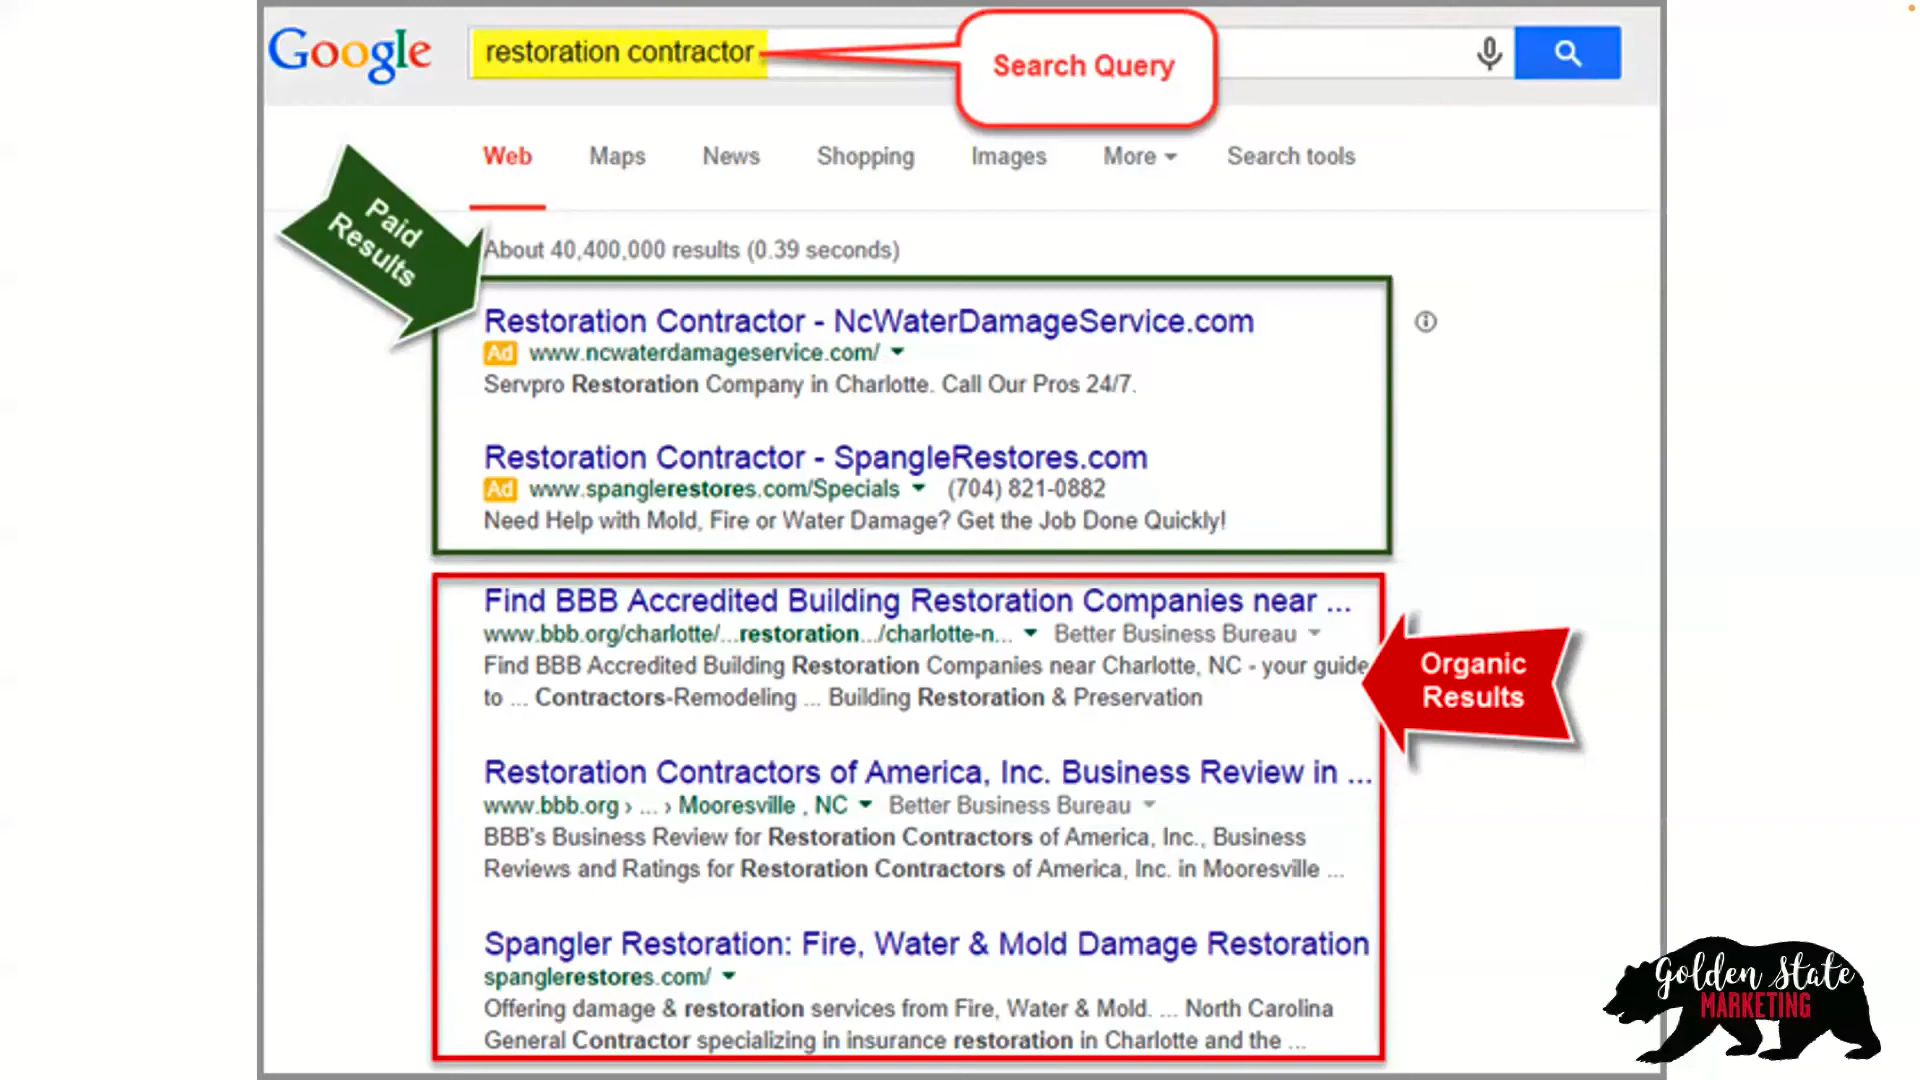 Google
restoration contractor
Search Query
Web Maps News Shopping Images More Search tools
Paid
Results
About 40,400,000 results (0.39 seconds)
Restoration Contractor - NcWaterDamageService.com
Ad www.ncwaterdamageservice.com/
Servpro Restoration Company in Charlotte. Call Our Pros 24/7.
Restoration Contractor - SpanglerRestores.com
Ad www.spanglerestores.com/Specials (704) 821-0882
Need Help with Mold, Fire or Water Damage? Get the Job Done Quickly!
Find BBB Accredited Building Restoration Companies near ...
www.bbb.org/charlotte/...restoration.../charlotte-n... Better Business Bureau
Find BBB Accredited Building Restoration Companies near Charlotte, NC - your guide
to ... Contractors-Remodeling ... Building Restoration & Preservation
Organic
Results
Restoration Contractors of America, Inc. Business Review in ...
www.bbb.org › ... › Mooresville , NC Better Business Bureau
BBB's Business Review for Restoration Contractors of America, Inc., Business
Reviews and Ratings for Restoration Contractors of America, Inc. in Mooresville ...
Spangler Restoration: Fire, Water & Mold Damage Restoration
spanglerestores.com/
Offering damage & restoration services from Fire, Water & Mold. ... North Carolina
General Contractor specializing in insurance restoration in Charlotte and the ...
Golden State
MARKETING